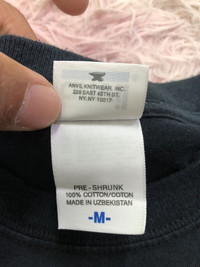 ANVIL KNITWEAR, INC.
228 EAST 45TH ST.
NY, NY 10017
PRE-SHRUNK
100% COTTON/COTON
MADE IN UZBEKISTAN
-M-